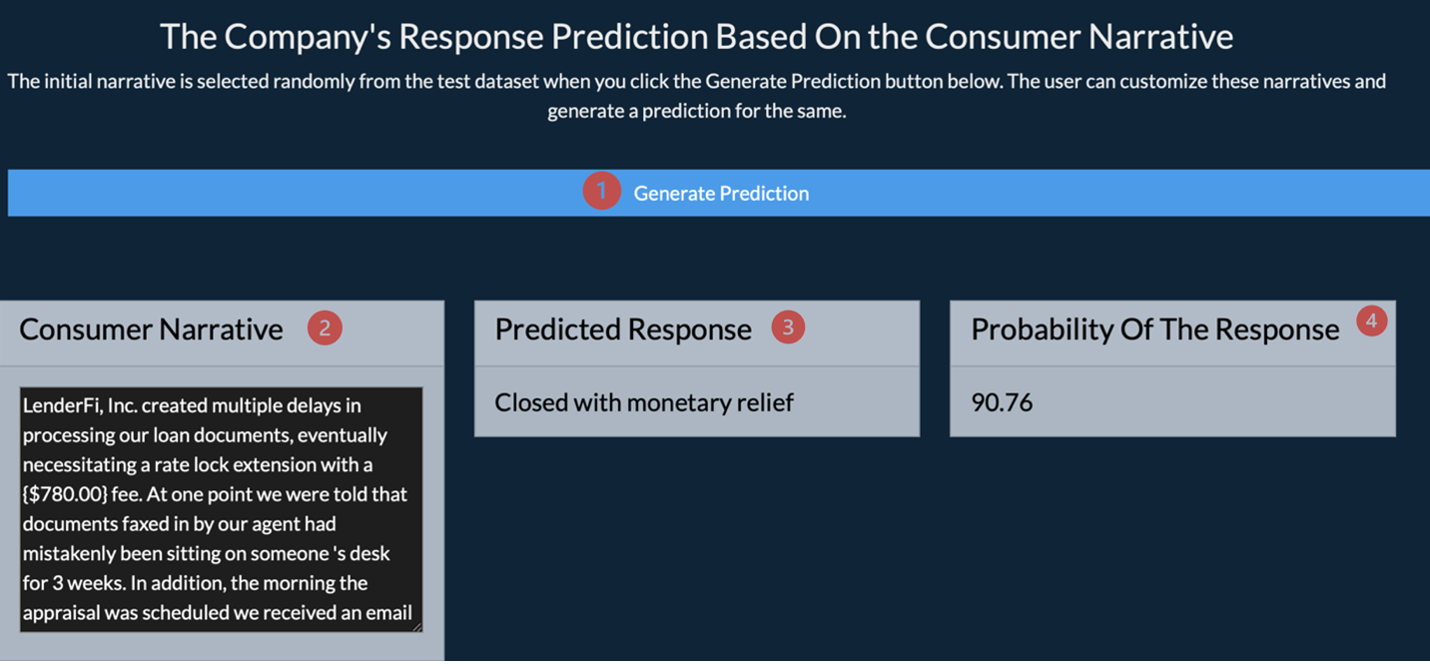 The Company's Response Prediction Based On the Consumer Narrative
The initial narrative is selected randomly from the test dataset when you click the Generate Prediction button below. The user can customize these narratives and
generate a prediction for the same.
1 Generate Prediction
Consumer Narrative 2
LenderFi, Inc. created multiple delays in
processing our loan documents, eventually
necessitating a rate lock extension with a
{$780.00} fee. At one point we were told that
documents faxed in by our agent had
mistakenly been sitting on someone 's desk
for 3 weeks. In addition, the morning the
appraisal was scheduled we received an email
Predicted Response 3
Closed with monetary relief
Probability Of The Response 4
90.76